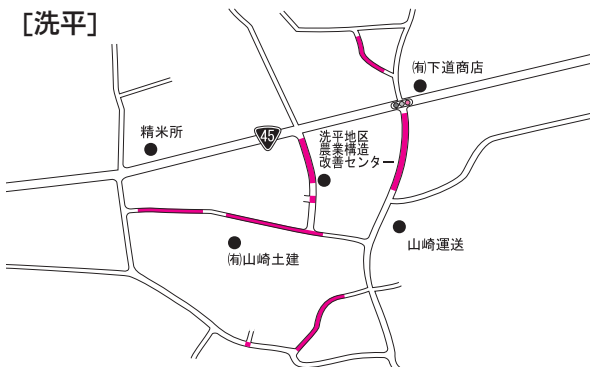 [洗平]
㈲下道商店
精米所
45
洗平地区
農業構造
改善センター
山崎運送
㈲山崎土建